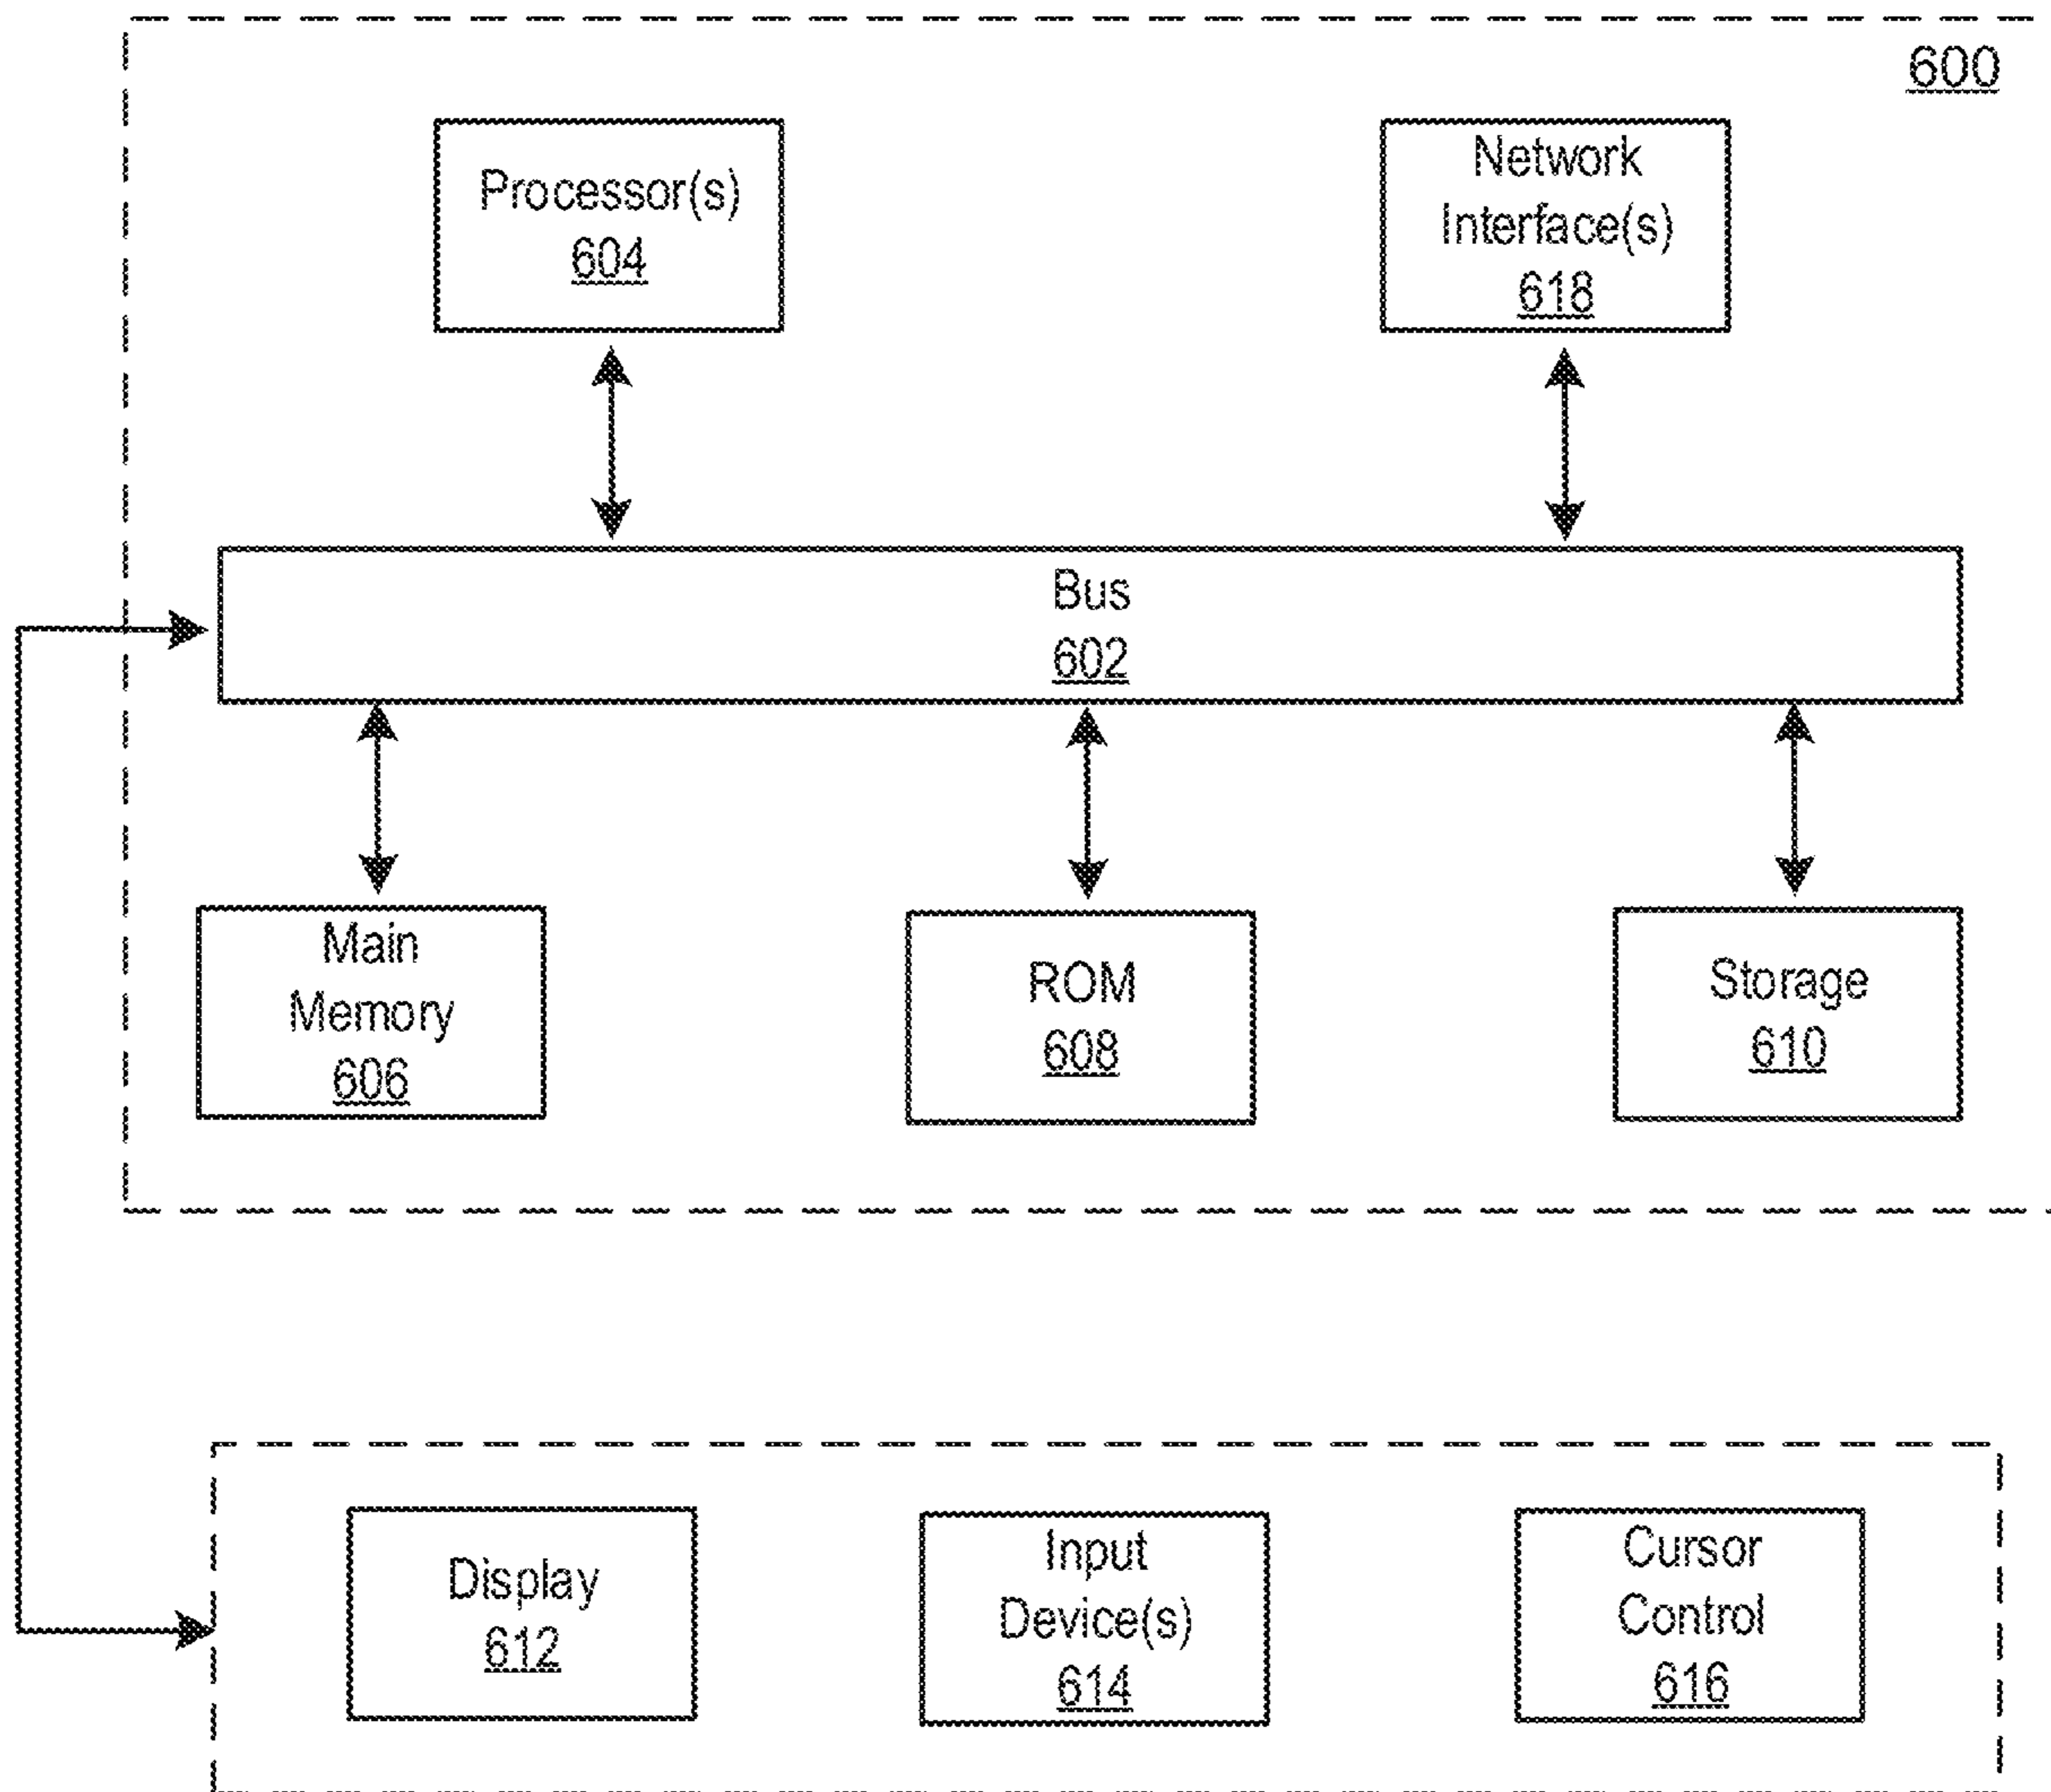 600
Processor(s)
604
Network
Interface(s)
618
Bus
602
Main
Memory
606
ROM
608
Storage
610
Display
612
Input
Device(s)
614
Cursor
Control
616